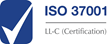 ISO 37001
LL-C (Certification)